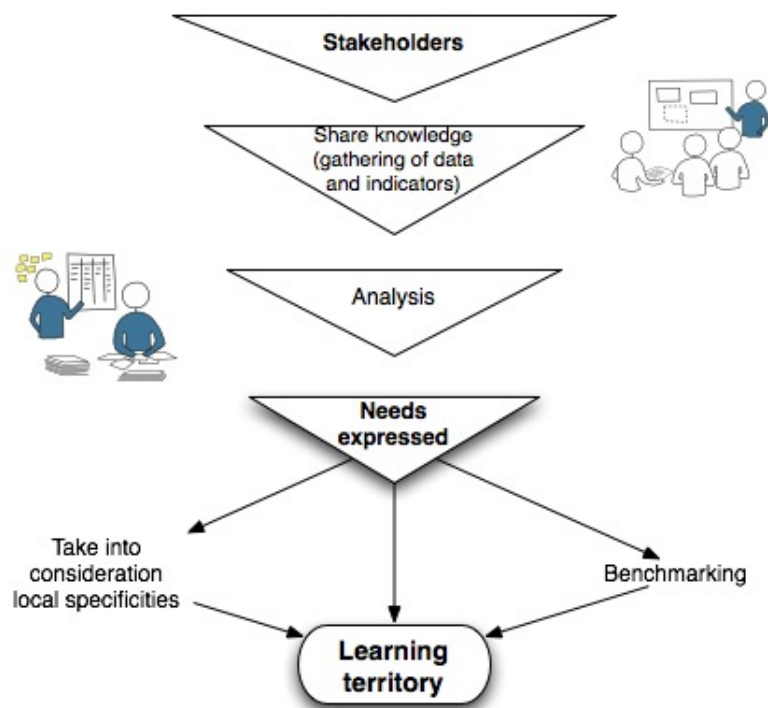 Stakeholders
Share knowledge
(gathering of data
and indicators)
Analysis
Needs
expressed
Take into
consideration
local specificities
Benchmarking
Learning
territory